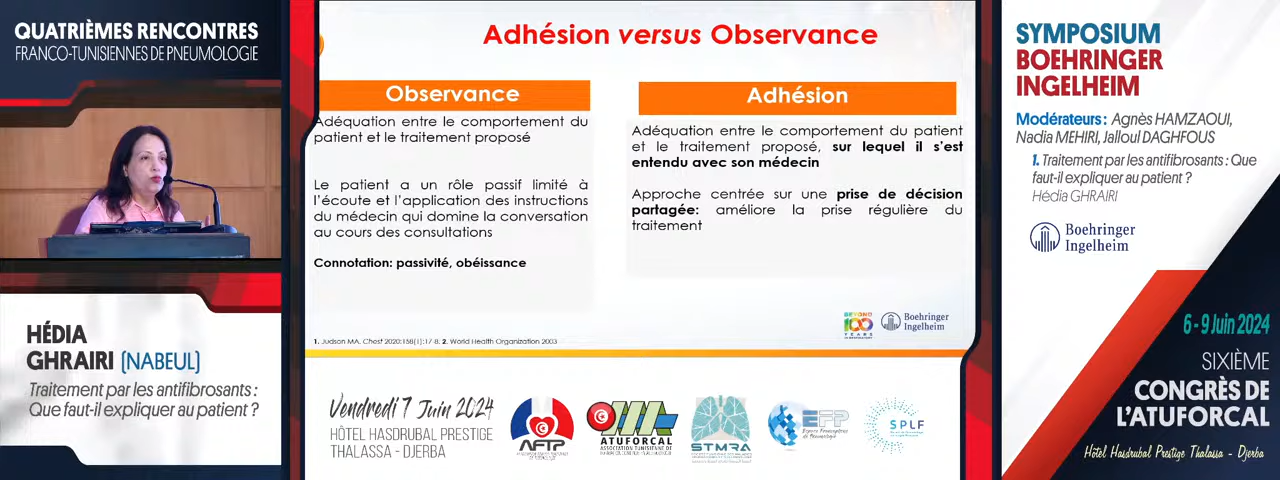 QUATRIÈMES RENCONTRES
FRANCO-TUNISIENNES DE PNEUMOLOGIE
HÉDIA
GHRAIRI (NABEUL)
Traitement par les antifibrosants :
Que faut-il expliquer au patient ?
Adhésion versus Observance
Observance
Adéquation entre le comportement du
patient et le traitement proposé
Le patient a un rôle passif limité à
l'écoute et l'application des instructions
du médecin qui domine la conversation
au cours des consultations
Connotation: passivité, obéissance
Adhésion
Adéquation entre le comportement du patient
et le traitement proposé, sur lequel il s'est
entendu avec son médecin
Approche centrée sur une prise de décision
partagée: améliore la prise régulière du
traitement
BEYOND
100
YEARS
Boehringer
Ingelheim
1. Judson MA. Chest 2020;158(1):17-8. 2. World Health Organization 2003
Vendredi 7 Juin 2024
HÔTEL HASDRUBAL PRESTIGE
THALASSA - DJERBA
AFTP
ATUFORCAL
STMRA
EFP
SPLF
SYMPOSIUM
BOEHRINGER
INGELHEIM
Modérateurs : Agnès HAMZAOUI,
Nadia MEHIRI, Jalloul DAGHFOUS
1. Traitement par les antifibrosants : Que
faut-il expliquer au patient ?
Hédia GHRAIRI
Boehringer
Ingelheim
6 - 9 Juin 2024
SIXIÈME
CONGRÈS DE
L'ATUFORCAL
Hôtel Hasdrubal Prestige Thalassa - Djerba